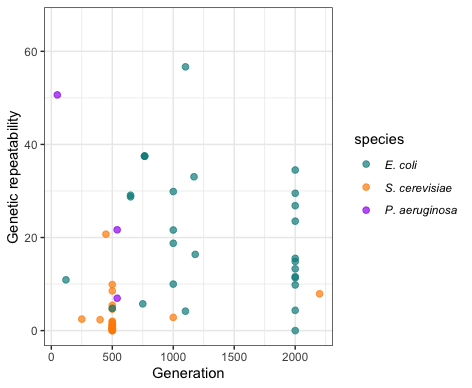 60
40
20
0
Genetic repeatability
0 500 1000 1500 2000
Generation
species
E. coli
S. cerevisiae
P. aeruginosa